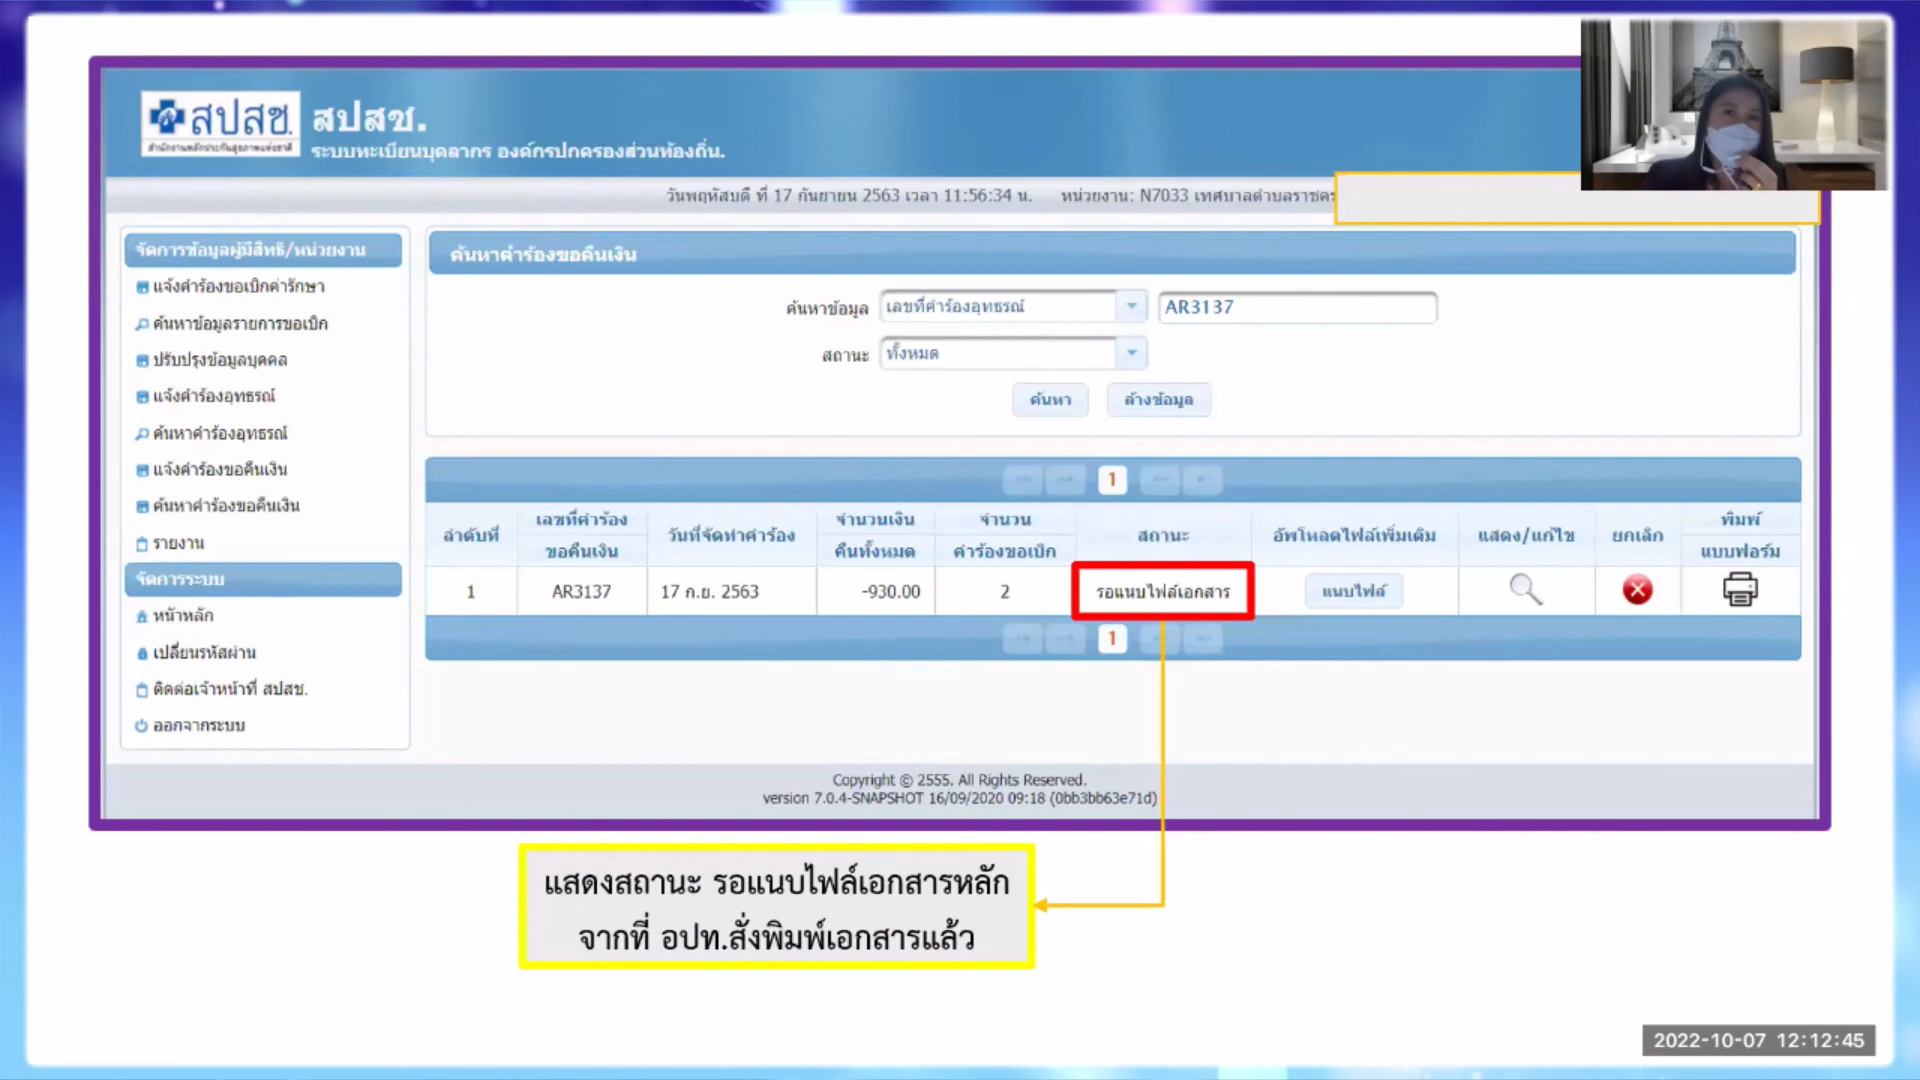 สปสช.
สำนักงานหลักประกันสุขภาพแห่งชาติ
สปสช.
ระบบทะเบียนบุคลากร องค์กรปกครองส่วนท้องถิ่น.
วันพฤหัสบดี ที่ 17 กันยายน 2563 เวลา 11:56:34 น. หน่วยงาน: N7033 เทศบาลตำบลราชคร
จัดการข้อมูลผู้มีสิทธิ/หน่วยงาน
แจ้งคำร้องขอเบิกค่ารักษา
ค้นหาข้อมูลรายการขอเบิก
ปรับปรุงข้อมูลบุคคล
แจ้งคำร้องอุทธรณ์
ค้นหาคำร้องอุทธรณ์
แจ้งคำร้องขอคืนเงิน
ค้นหาคำร้องขอคืนเงิน
รายงาน
จัดการระบบ
หน้าหลัก
เปลี่ยนรหัสผ่าน
ติดต่อเจ้าหน้าที่ สปสช.
ออกจากระบบ
ค้นหาคำร้องขอคืนเงิน
ค้นหาข้อมูล เลขที่คำร้องอุทธรณ์ AR3137
สถานะ ทั้งหมด
ค้นหา ล้างข้อมูล
1
ลำดับที่ เลขที่คำร้อง ขอคืนเงิน วันที่จัดทำคำร้อง จำนวนเงิน คืนทั้งหมด จำนวน คำร้องขอเบิก สถานะ อัพโหลดไฟล์เพิ่มเติม แสดง/แก้ไข ยกเลิก พิมพ์ แบบฟอร์ม
1 AR3137 17 ก.ย. 2563 -930.00 2 รอแนบไฟล์เอกสาร แนบไฟล์
1
Copyright © 2555. All Rights Reserved.
version 7.0.4-SNAPSHOT 16/09/2020 09:18 (0bb3bb63e71d)
แสดงสถานะ รอแนบไฟล์เอกสารหลัก
จากที่ อปท.สั่งพิมพ์เอกสารแล้ว
2022-10-07 12:12:45